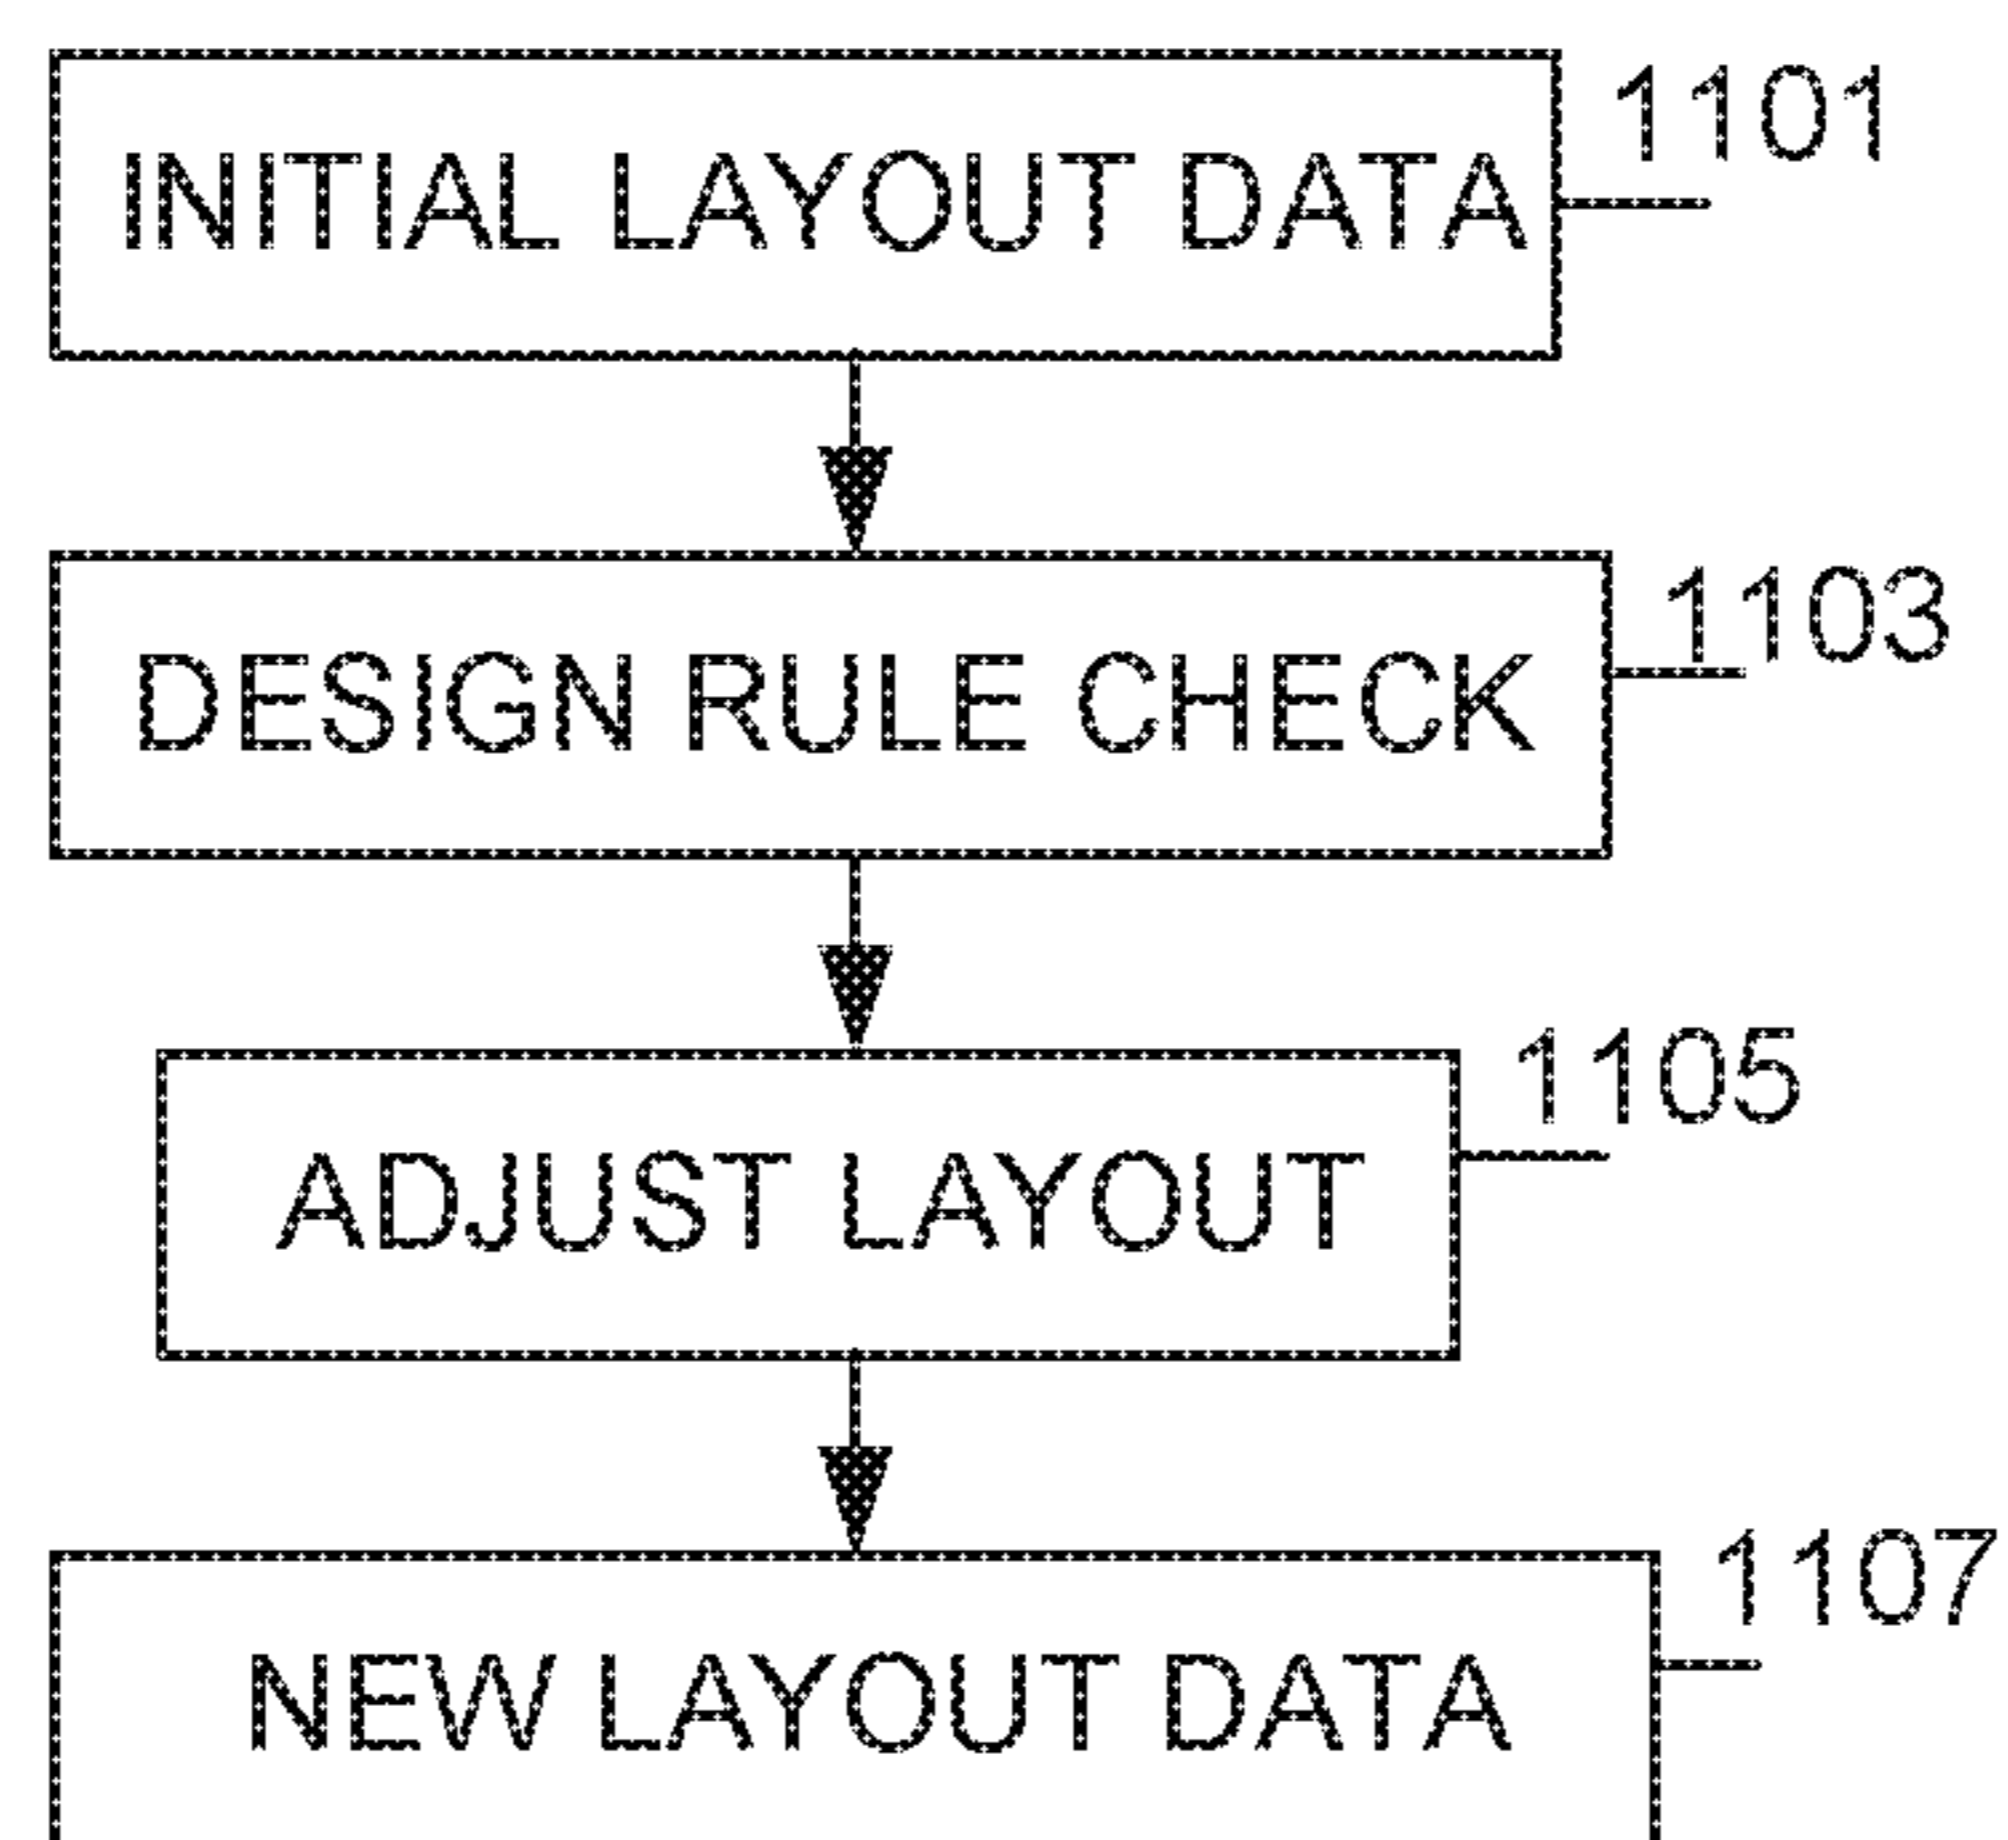 INITIAL LAYOUT DATA
1101
DESIGN RULE CHECK
1103
ADJUST LAYOUT
1105
NEW LAYOUT DATA
1107